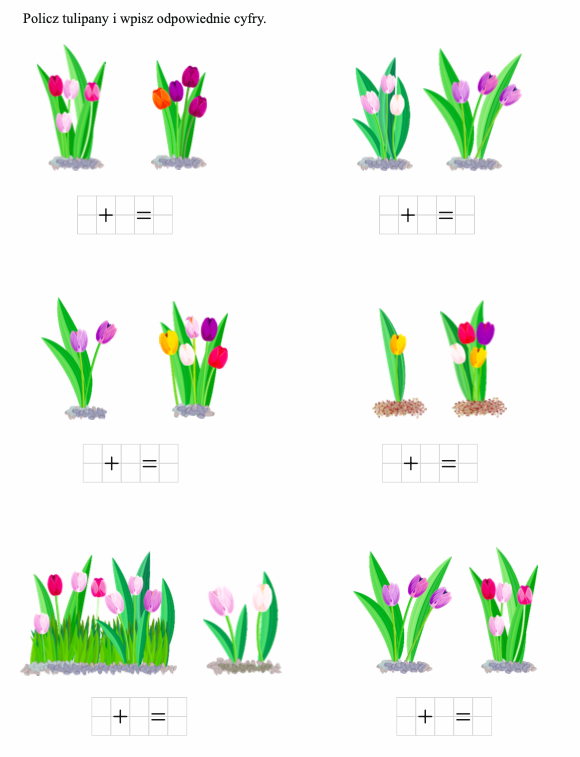 Policz tulipany i wpisz odpowiednie cyfry.
+ = + =
+ = + =
+ = + =